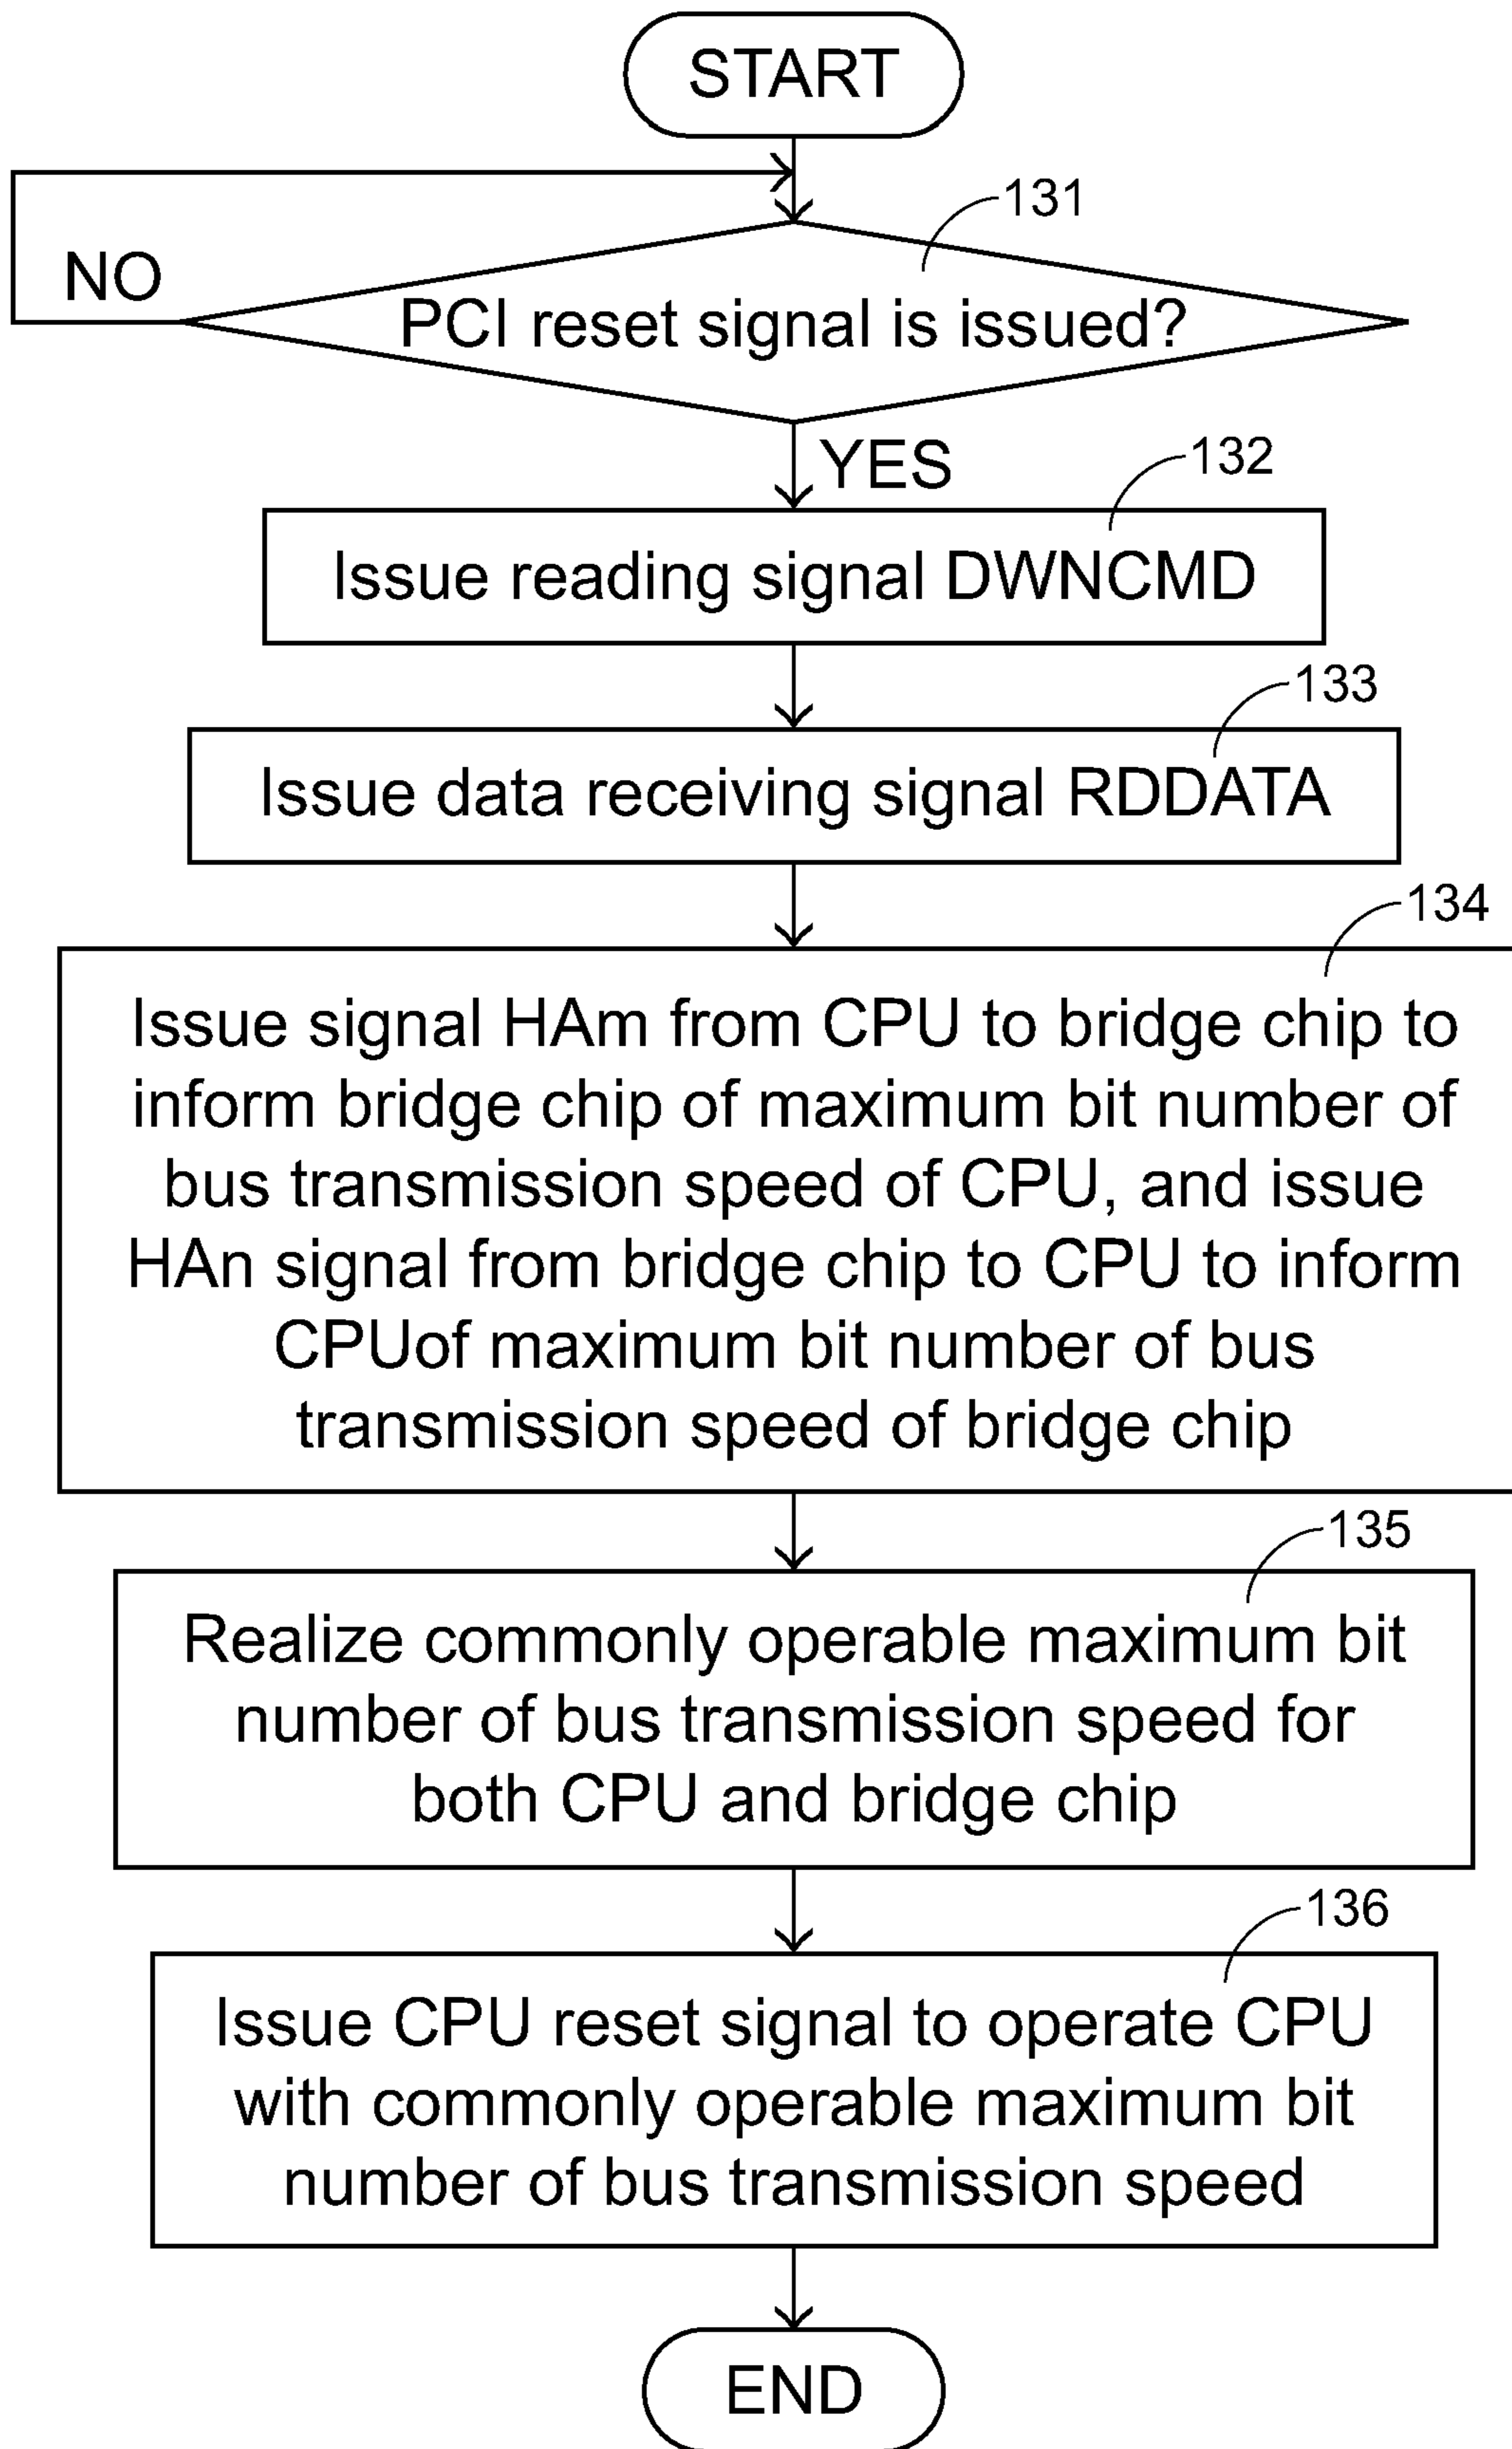 START
131
NO
PCI reset signal is issued?
YES
132
Issue reading signal DWNCMD
133
Issue data receiving signal RDDATA
134
Issue signal HAm from CPU to bridge chip to
inform bridge chip of maximum bit number of
bus transmission speed of CPU, and issue
HAn signal from bridge chip to CPU to inform
CPUof maximum bit number of bus
transmission speed of bridge chip
135
Realize commonly operable maximum bit
number of bus transmission speed for
both CPU and bridge chip
136
Issue CPU reset signal to operate CPU
with commonly operable maximum bit
number of bus transmission speed
END